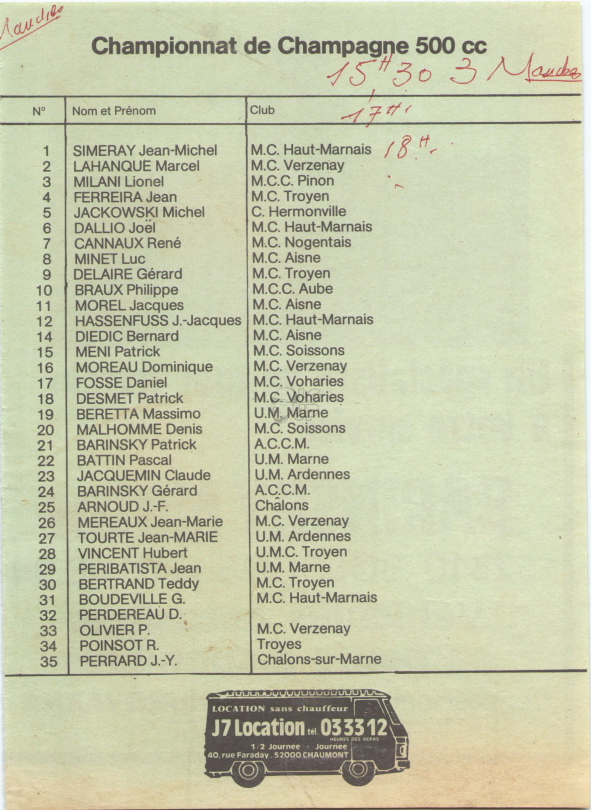 Championnat de Champagne 500 cc
15H30 3 Manches
17H
N° Nom et Prénom Club
18H
1 SIMERAY Jean-Michel M.C. Haut-Marnais
2 LAHANQUE Marcel M.C. Verzenay
3 MILANI Lionel M.C.C. Pinon
4 FERREIRA Jean M.C. Troyen
5 JACKOWSKI Michel C. Hermonville
6 DALLIO Joël M.C. Haut-Marnais
7 CANNAUX René M.C. Nogentais
8 MINET Luc M.C. Aisne
9 DELAIRE Gérard M.C. Troyen
10 BRAUX Philippe M.C.C. Aube
11 MOREL Jacques M.C. Aisne
12 HASSENFUSS J.-Jacques M.C. Haut-Marnais
14 DIEDIC Bernard M.C. Aisne
15 MENI Patrick M.C. Soissons
16 MOREAU Dominique M.C. Verzenay
17 FOSSE Daniel M.C. Voharies
18 DESMET Patrick M.C. Voharies
19 BERETTA Massimo U.M. Marne
20 MALHOMME Denis M.C. Soissons
21 BARINSKY Patrick A.C.C.M.
22 BATTIN Pascal U.M. Marne
23 JACQUEMIN Claude U.M. Ardennes
24 BARINSKY Gérard A.C.C.M.
25 ARNOUD J.-F. Châlons
26 MEREAUX Jean-Marie M.C. Verzenay
27 TOURTE Jean-MARIE U.M. Ardennes
28 VINCENT Hubert U.M.C. Troyen
29 PERIBATISTA Jean U.M. Marne
30 BERTRAND Teddy M.C. Troyen
31 BOUDEVILLE G. M.C. Haut-Marnais
32 PERDEREAU D.
33 OLIVIER P. M.C. Verzenay
34 POINSOT R. Troyes
35 PERRARD J.-Y. Chalons-sur-Marne
LOCATION sans chauffeur
J7 Location tél. 03 33 12
HEURES DES REPAS
1/2 Journée - Journée
40, rue Faraday . 52000 CHAUMONT